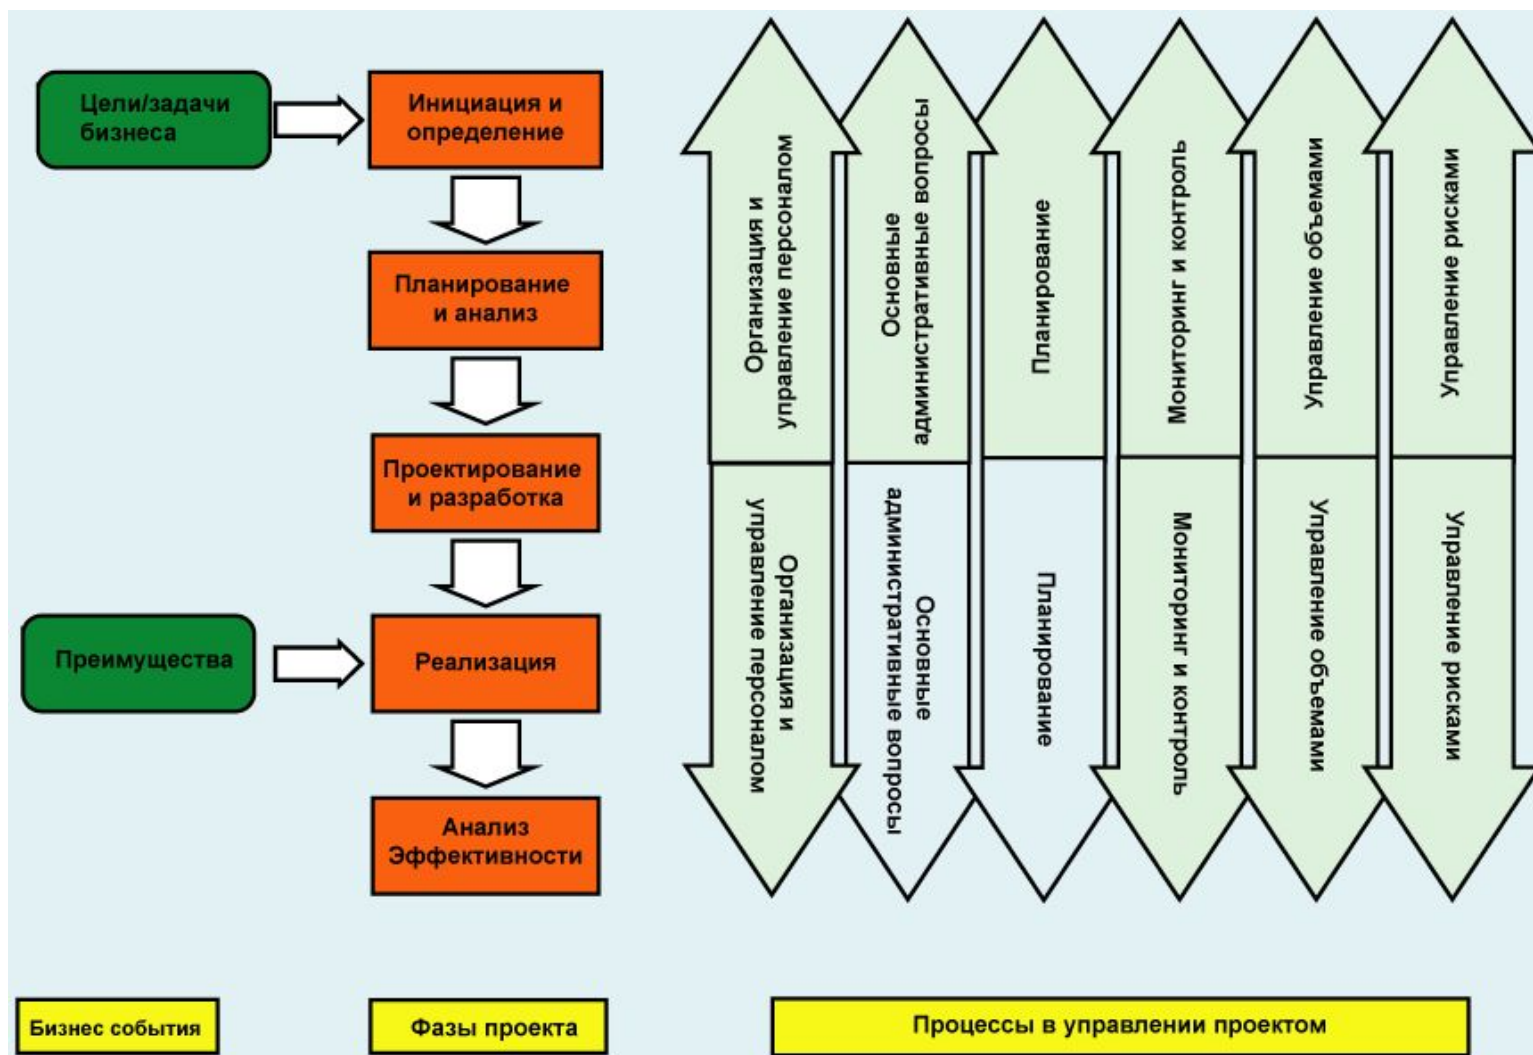 Цели/задачи
бизнеса
Инициация и
определение
Планирование
и анализ
Проектирование
и разработка
Преимущества
Реализация
Анализ
Эффективности
Организация и
управление персоналом
Основные
административные вопросы
Планирование
Мониторинг и контроль
Управление объемами
Управление рисками
Организация и
управление персоналом
Основные
административные вопросы
Планирование
Мониторинг и контроль
Управление объемами
Управление рисками
Бизнес события
Фазы проекта
Процессы в управлении проектом